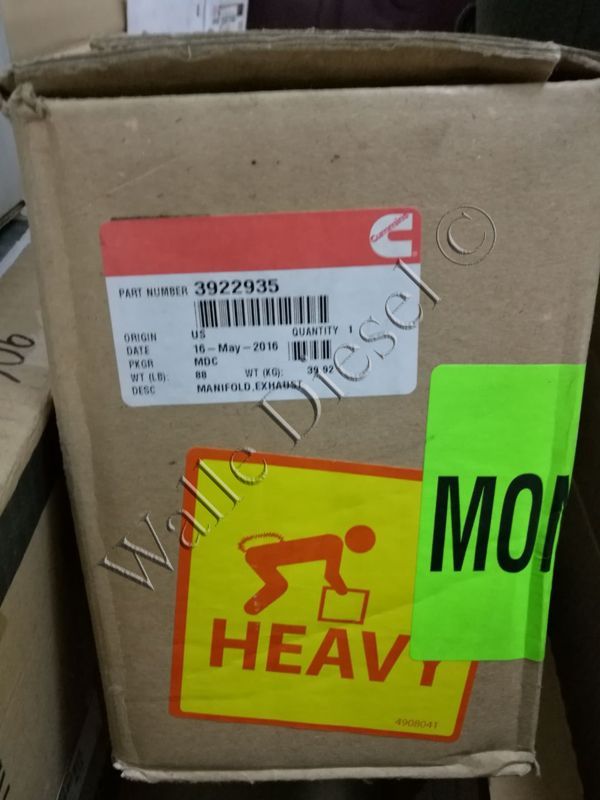 Cummins
PART NUMBER 3922935
ORIGIN US QUANTITY 1
DATE 16-May-2016
PKGR MDC
WT (LB): 88 WT (KG): 39.92
DESC MANIFOLD,EXHAUST
Walle Diesel ©
MON
HEAVY
4908041
90L